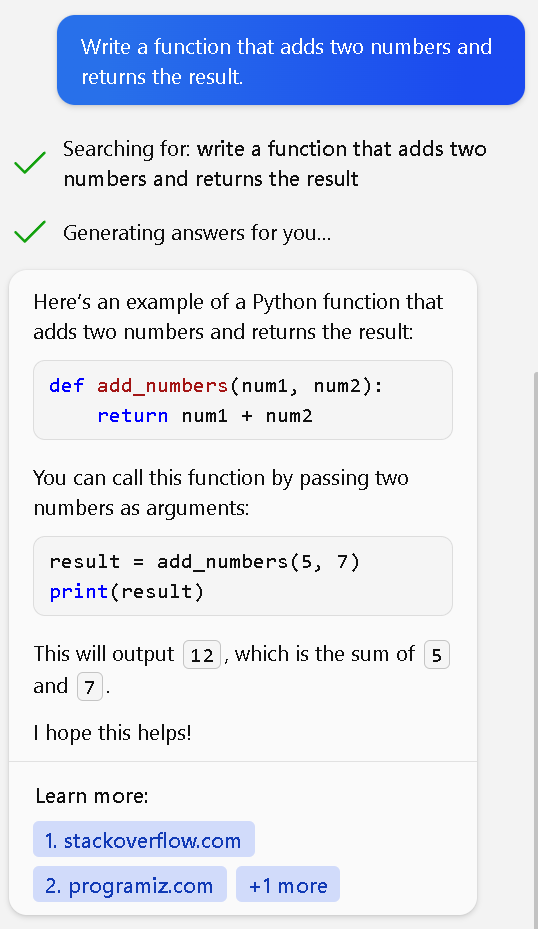 Write a function that adds two numbers and
returns the result.
Searching for: write a function that adds two
numbers and returns the result
Generating answers for you...
Here's an example of a Python function that
adds two numbers and returns the result:
def add_numbers(num1, num2):
    return num1 + num2
You can call this function by passing two
numbers as arguments:
result = add_numbers(5, 7)
print(result)
This will output 12, which is the sum of 5
and 7.
I hope this helps!
Learn more:
1. stackoverflow.com
2. programiz.com +1 more